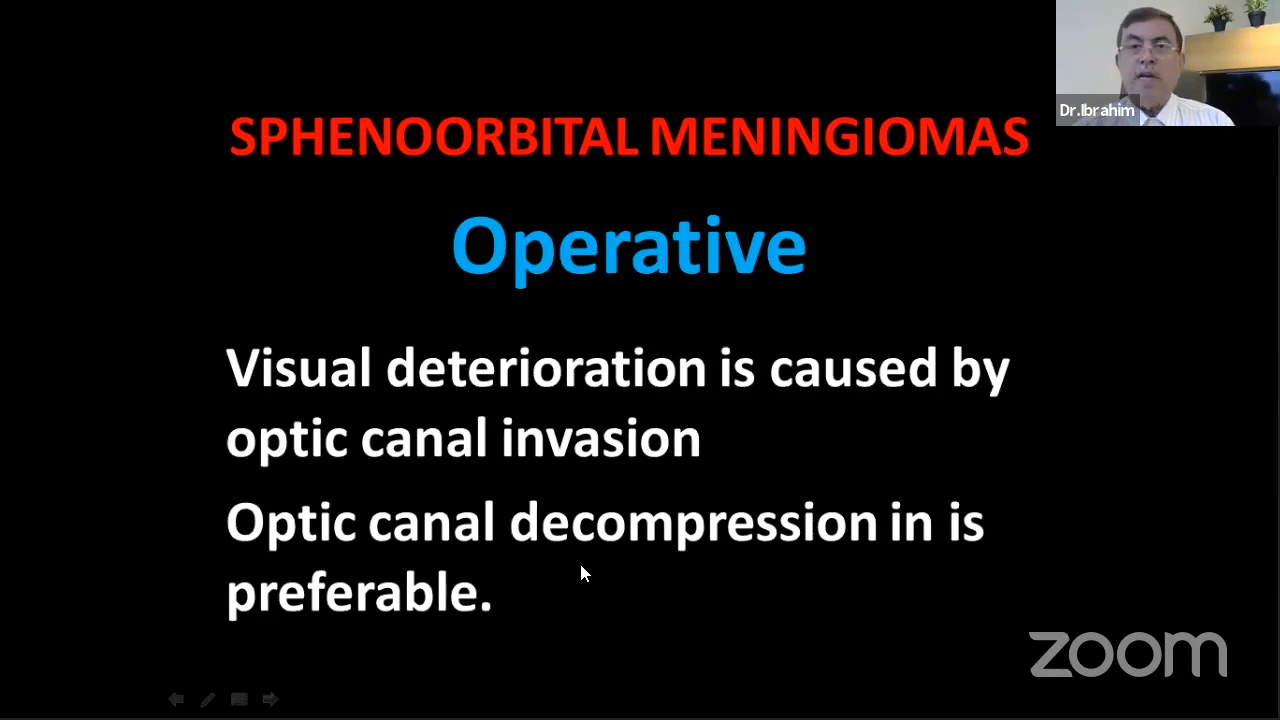 Dr.Ibrahim
SPHENOORBITAL MENINGIOMAS
Operative
Visual deterioration is caused by
optic canal invasion
Optic canal decompression in is
preferable.
zoom